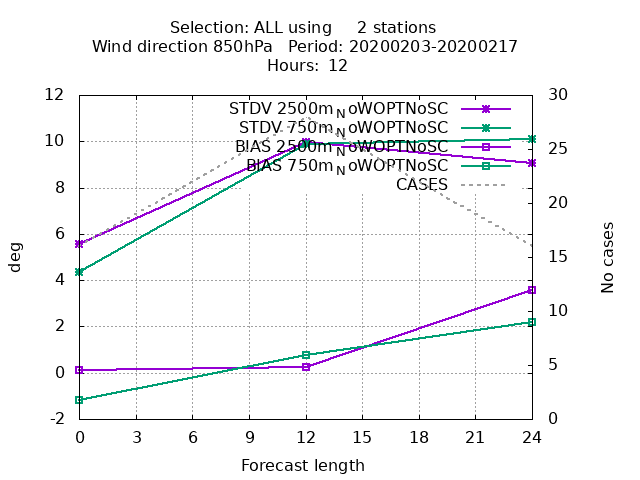 Selection: ALL using     2 stations
Wind direction 850hPa   Period: 20200203-20200217
Hours:  12
STDV 2500m_NoWOPTNoSC
STDV 750m_NoWOPTNoSC
BIAS 2500m_NoWOPTNoSC
BIAS 750m_NoWOPTNoSC
CASES
12
10
8
6
4
2
0
-2
30
25
20
15
10
5
0
deg
No cases
0 3 6 9 12 15 18 21 24
Forecast length